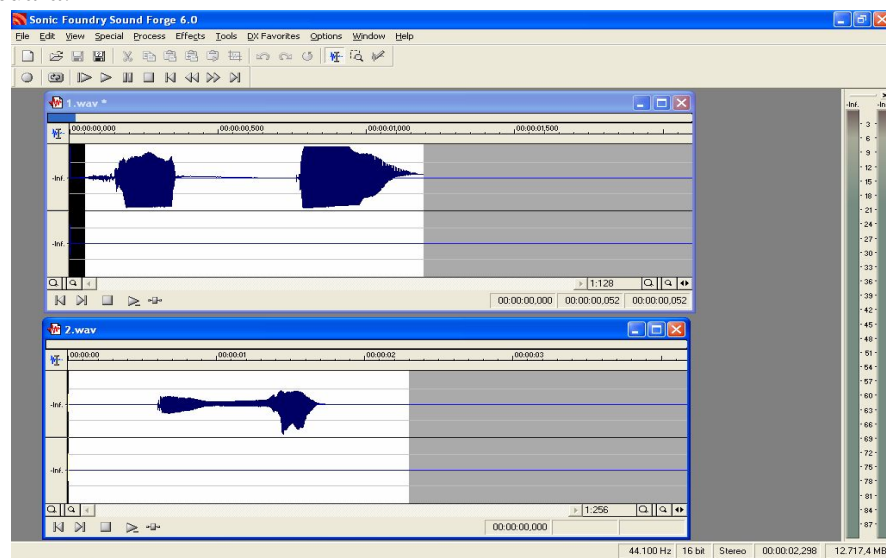 Sonic Foundry Sound Forge 6.0
File Edit View Special Process Effects Tools DX Favorites Options Window Help
1.wav *
-Inf. -In
00:00:00,000 00:00:00,500 00:00:01,000 00:00:01,500
-Inf.
-Inf.
1:128
00:00:00,000 00:00:00,052 00:00:00,052
2.wav
00:00:00 00:00:01 00:00:02 00:00:03
-Inf.
-Inf.
1:256
00:00:00,000
- 3 -
- 6 -
- 9 -
- 12 -
- 15 -
- 18 -
- 21 -
- 24 -
- 27 -
- 30 -
- 33 -
- 36 -
- 39 -
- 42 -
- 45 -
- 48 -
- 51 -
- 54 -
- 57 -
- 60 -
- 63 -
- 66 -
- 69 -
- 72 -
- 75 -
- 78 -
- 81 -
- 84 -
- 87 -
44.100 Hz 16 bit Stereo 00:00:02,298 12.717,4 MB